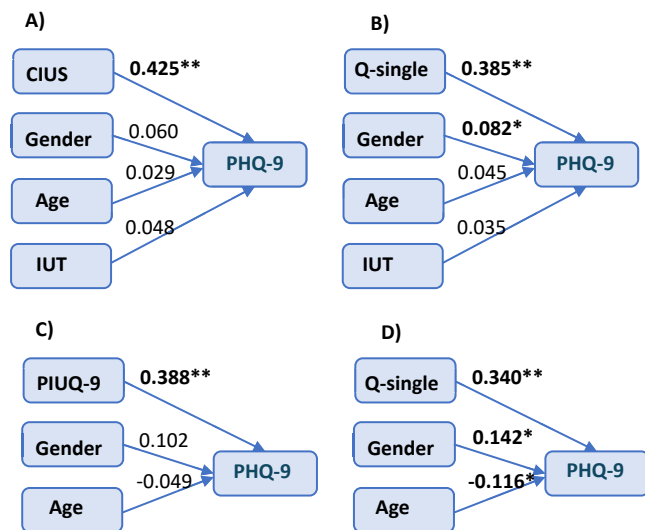 A)
CIUS
0.425**
Gender
0.060
PHQ-9
0.029
Age
0.048
IUT
B)
Q-single
0.385**
Gender
0.082*
PHQ-9
0.045
Age
0.035
IUT
C)
PIUQ-9
0.388**
Gender
0.102
PHQ-9
-0.049
Age
D)
Q-single
0.340**
Gender
0.142*
PHQ-9
-0.116*
Age